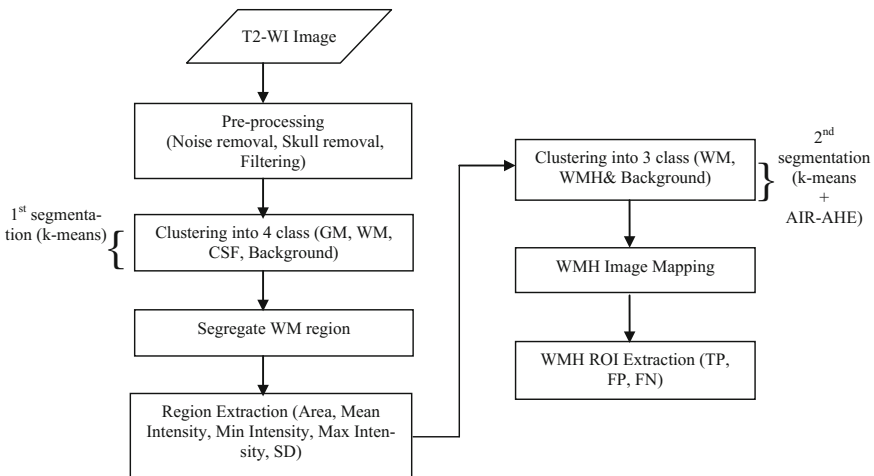 T2-WI Image
Pre-processing
(Noise removal, Skull removal,
Filtering)
1st segmenta-
tion (k-means)
{
Clustering into 4 class (GM, WM,
CSF, Background)
Segregate WM region
Region Extraction (Area, Mean
Intensity, Min Intensity, Max Inten-
sity, SD)
Clustering into 3 class (WM,
WMH& Background)
}
2nd
segmentation
(k-means
+
AIR-AHE)
WMH Image Mapping
WMH ROI Extraction (TP,
FP, FN)